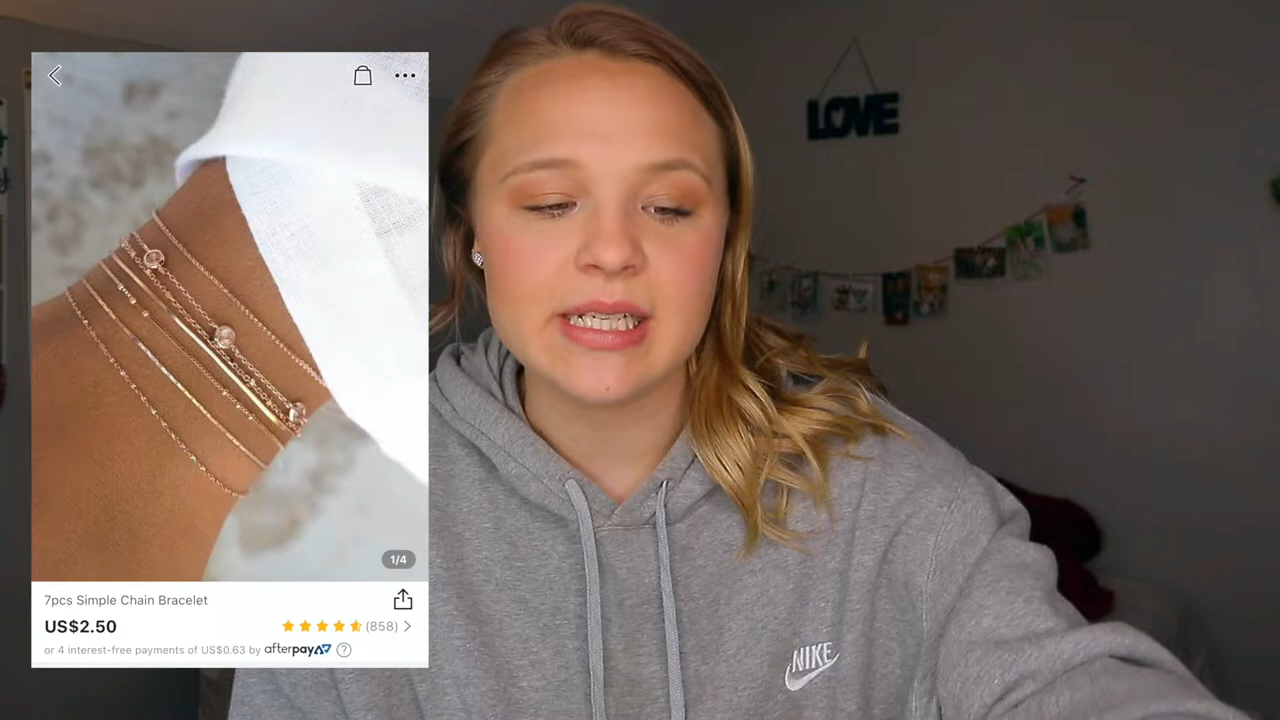 1/4
7pcs Simple Chain Bracelet
US$2.50
(858)
or 4 interest-free payments of US$0.63 by afterpay
?
LOVE
NIKE